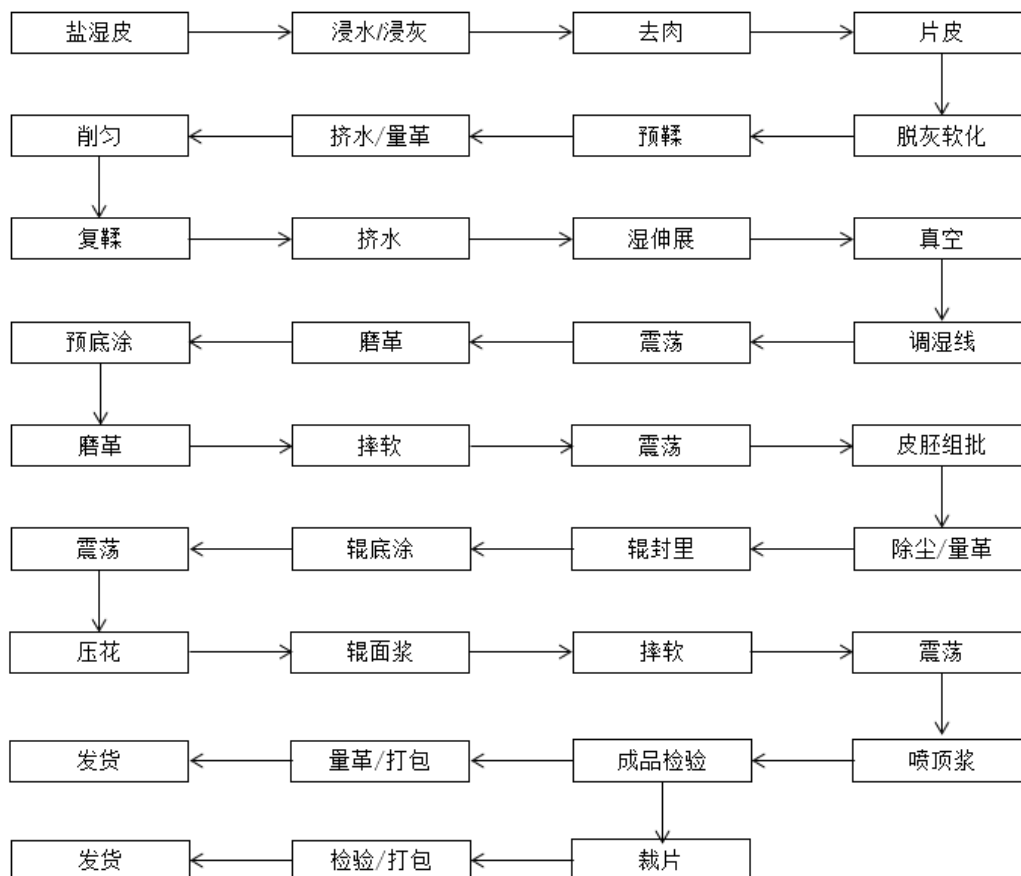 盐湿皮
浸水/浸灰
去肉
片皮
脱灰软化
预鞣
挤水/量革
削匀
复鞣
挤水
湿伸展
真空
调湿线
震荡
磨革
预底涂
磨革
摔软
震荡
皮胚组批
除尘/量革
辊封里
辊底涂
震荡
压花
辊面浆
摔软
震荡
喷顶浆
成品检验
量革/打包
发货
裁片
检验/打包
发货